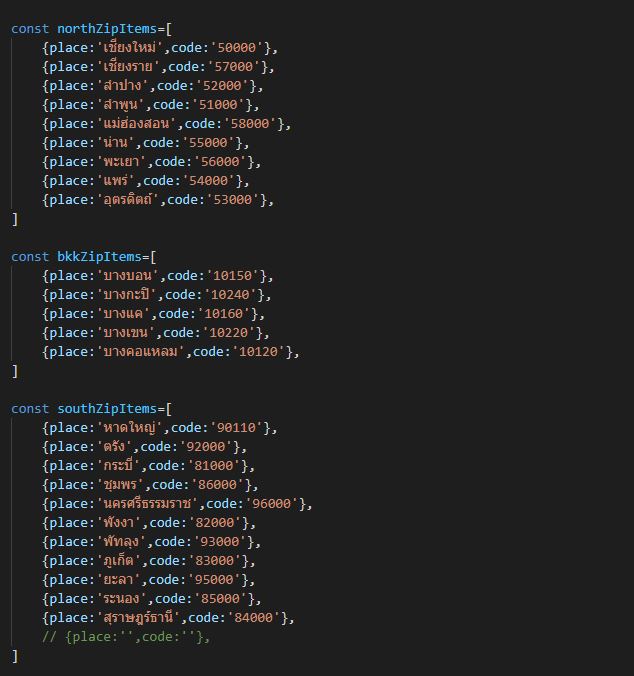 const northZipItems=[
{place:'เชียงใหม่',code:'50000'},
{place:'เชียงราย',code:'57000'},
{place:'ลำปาง',code:'52000'},
{place:'ลำพูน',code:'51000'},
{place:'แม่ฮ่องสอน',code:'58000'},
{place:'น่าน',code:'55000'},
{place:'พะเยา',code:'56000'},
{place:'แพร่',code:'54000'},
{place:'อุตรดิตถ์',code:'53000'},
]
const bkkZipItems=[
{place:'บางบอน',code:'10150'},
{place:'บางกะปิ',code:'10240'},
{place:'บางแค',code:'10160'},
{place:'บางเขน',code:'10220'},
{place:'บางคอแหลม',code:'10120'},
]
const southZipItems=[
{place:'หาดใหญ่',code:'90110'},
{place:'ตรัง',code:'92000'},
{place:'กระบี่',code:'81000'},
{place:'ชุมพร',code:'86000'},
{place:'นครศรีธรรมราช',code:'96000'},
{place:'พังงา',code:'82000'},
{place:'พัทลุง',code:'93000'},
{place:'ภูเก็ต',code:'83000'},
{place:'ยะลา',code:'95000'},
{place:'ระนอง',code:'85000'},
{place:'สุราษฎร์ธานี',code:'84000'},
// {place:'',code:''},
]